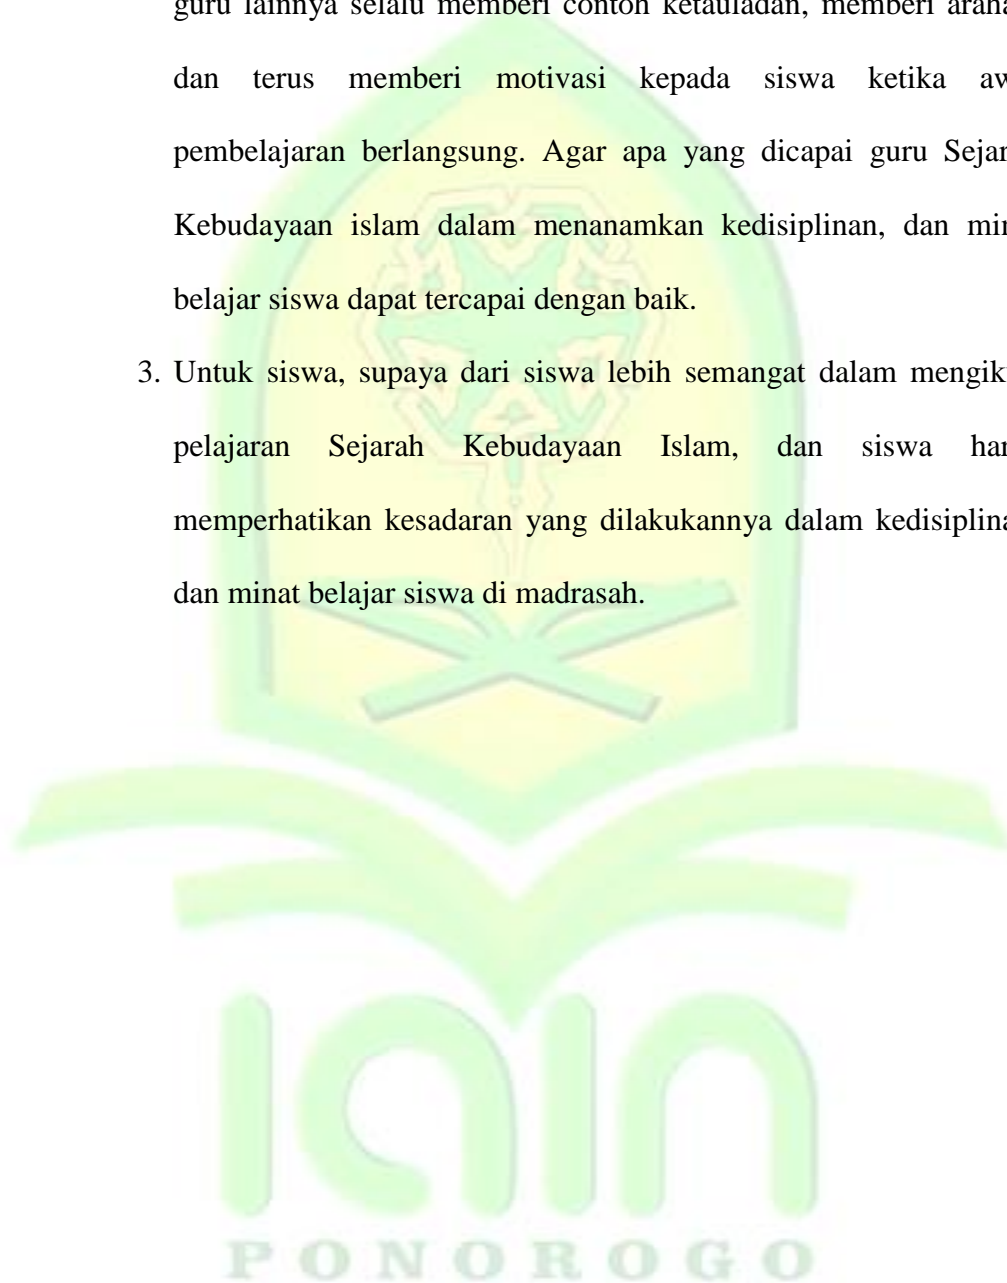 guru lainnya selalu memberi contoh ketauladan, memberi araha
dan terus memberi motivasi kepada siswa ketika aw
pembelajaran berlangsung. Agar apa yang dicapai guru Sejar
Kebudayaan islam dalam menanamkan kedisiplinan, dan min
belajar siswa dapat tercapai dengan baik.
3. Untuk siswa, supaya dari siswa lebih semangat dalam mengik
pelajaran Sejarah Kebudayaan Islam, dan siswa har
memperhatikan kesadaran yang dilakukannya dalam kedisiplina
dan minat belajar siswa di madrasah.
iain
PONOROGO